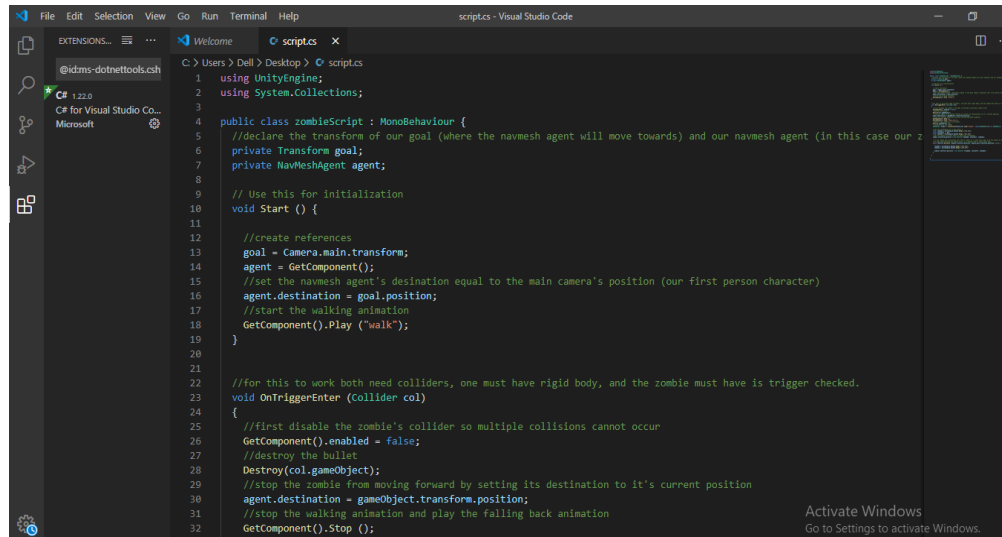 File Edit Selection View Go Run Terminal Help script.cs - Visual Studio Code
EXTENSIONS... Welcome script.cs
@id:ms-dotnettools.csh
C# 1.22.0
C# for Visual Studio Co...
Microsoft
C: > Users > Dell > Desktop > script.cs
1 using UnityEngine;
2 using System.Collections;
3
4 public class zombieScript : MonoBehaviour {
5 //declare the transform of our goal (where the navmesh agent will move towards) and our navmesh agent (in this case our z
6 private Transform goal;
7 private NavMeshAgent agent;
8
9 // Use this for initialization
10 void Start () {
11
12 //create references
13 goal = Camera.main.transform;
14 agent = GetComponent();
15 //set the navmesh agent's desination equal to the main camera's position (our first person character)
16 agent.destination = goal.position;
17 //start the walking animation
18 GetComponent().Play ("walk");
19 }
20
21
22 //for this to work both need colliders, one must have rigid body, and the zombie must have is trigger checked.
23 void OnTriggerEnter (Collider col)
24 {
25 //first disable the zombie's collider so multiple collisions cannot occur
26 GetComponent().enabled = false;
27 //destroy the bullet
28 Destroy(col.gameObject);
29 //stop the zombie from moving forward by setting its destination to it's current position
30 agent.destination = gameObject.transform.position;
31 //stop the walking animation and play the falling back animation
32 GetComponent().Stop ();
Activate Windows
Go to Settings to activate Windows.